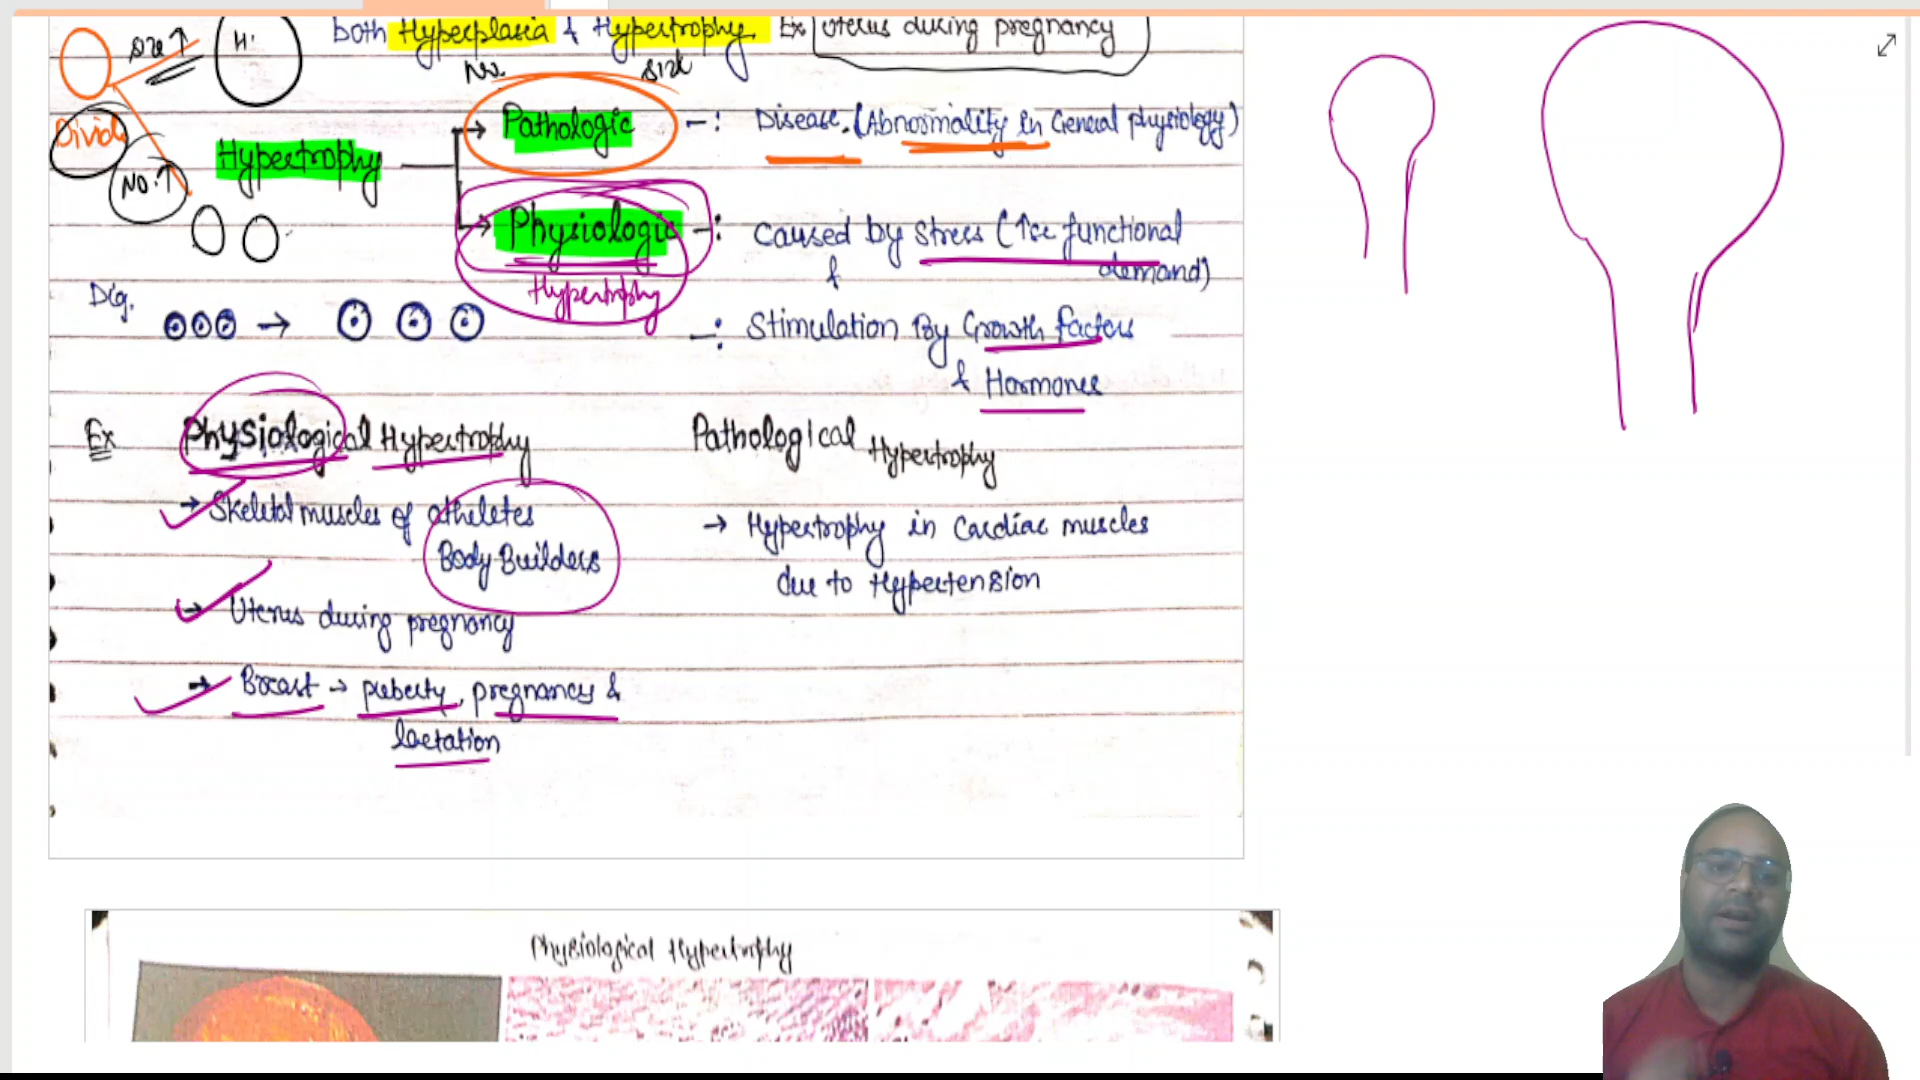 both Hyperplasia & Hypertrophy Ex Uterus during pregnancy
Size ↑ H.
No. size
Divide
No. ↑
Hypertrophy
→ Pathologic -: Disease. (Abnormality in General physiology)
→ Physiologic -: Caused by stress (↑ce functional
demand)
&
Hypertrophy
Dig.
-: Stimulation By Growth factors
& Hormones
Ex Physiological Hypertrophy
→ Skeletal muscles of atheletes
Body Builders
→ Uterus during pregnancy
→ Breast → puberty, pregnancy &
lactation
Pathological Hypertrophy
→ Hypertrophy in Cardiac muscles
due to Hypertension
Physiological Hypertrophy